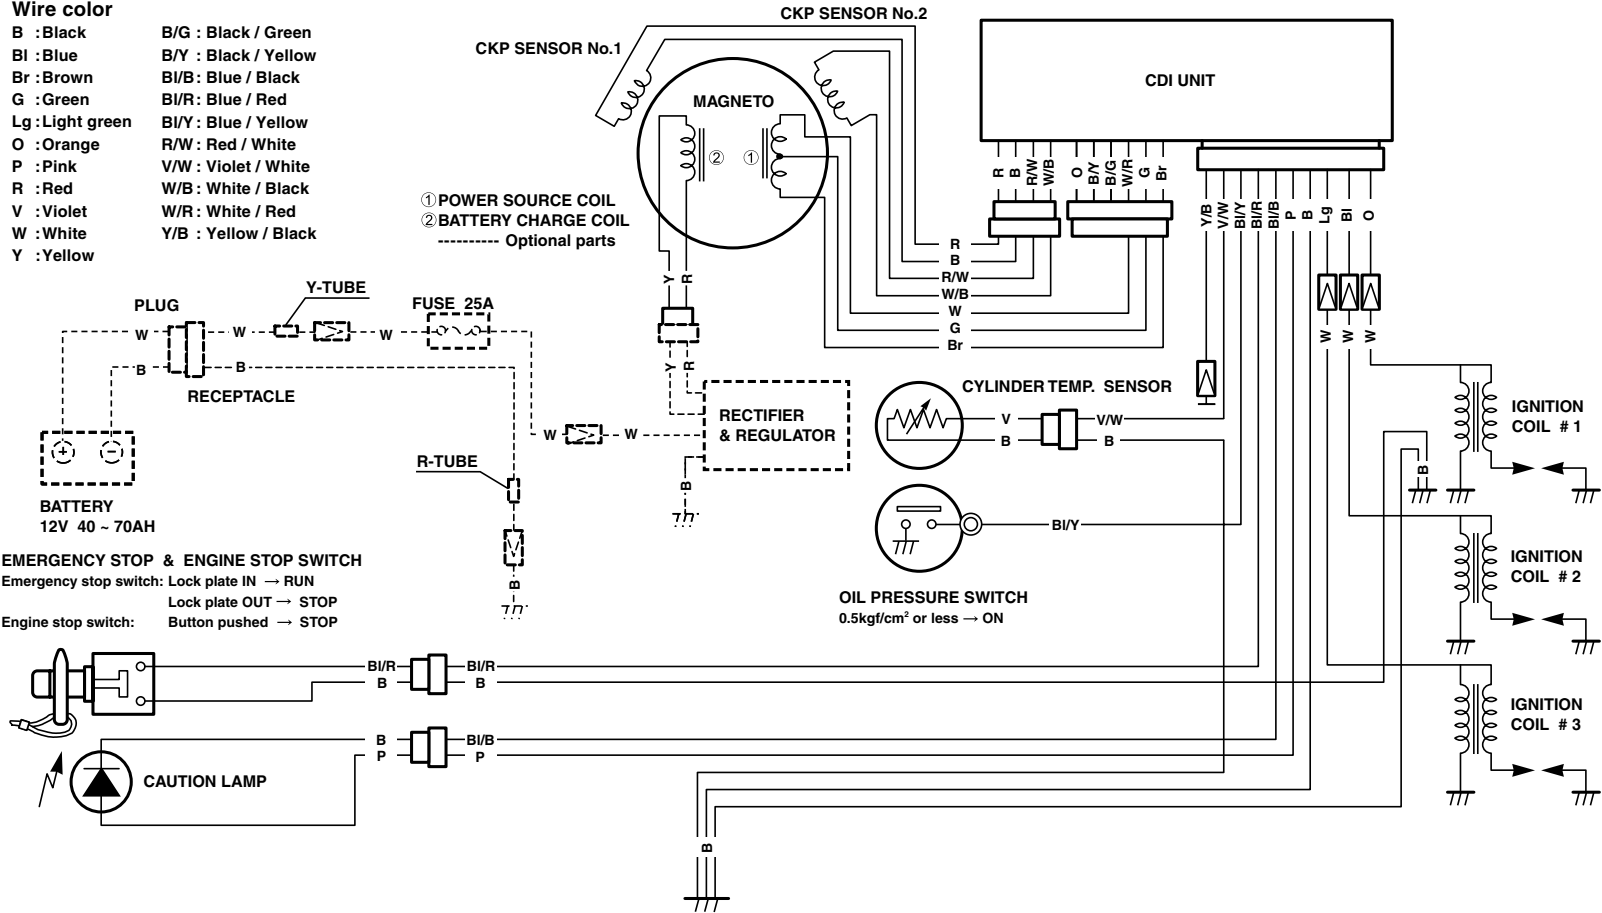 Wire color
B : Black
Bl : Blue
Br : Brown
G : Green
Lg : Light green
O : Orange
P : Pink
R : Red
V : Violet
W : White
Y : Yellow
B/G : Black / Green
B/Y : Black / Yellow
Bl/B : Blue / Black
Bl/R : Blue / Red
Bl/Y : Blue / Yellow
R/W : Red / White
V/W : Violet / White
W/B : White / Black
W/R : White / Red
Y/B : Yellow / Black
CKP SENSOR No.2
CKP SENSOR No.1
MAGNETO
② ①
① POWER SOURCE COIL
② BATTERY CHARGE COIL
---------- Optional parts
CDI UNIT
R B R/W W/B O B/Y B/G W/R G Br
Y/B V/W Bl/Y Bl/R Bl/B P B Lg Bl O
R
B
R/W
W/B
W
G
Br
W W W
Y R
Y R
PLUG
Y-TUBE
FUSE 25A
W W W
B B
RECEPTACLE
W W
RECTIFIER
& REGULATOR
B
+ −
BATTERY
12V 40 ~ 70AH
R-TUBE
B
CYLINDER TEMP. SENSOR
V V/W
B B
Bl/Y
OIL PRESSURE SWITCH
0.5kgf/cm² or less → ON
IGNITION
COIL # 1
B
IGNITION
COIL # 2
IGNITION
COIL # 3
EMERGENCY STOP & ENGINE STOP SWITCH
Emergency stop switch: Lock plate IN → RUN
Lock plate OUT → STOP
Engine stop switch: Button pushed → STOP
Bl/R Bl/R
B B
B Bl/B
P P
CAUTION LAMP
B